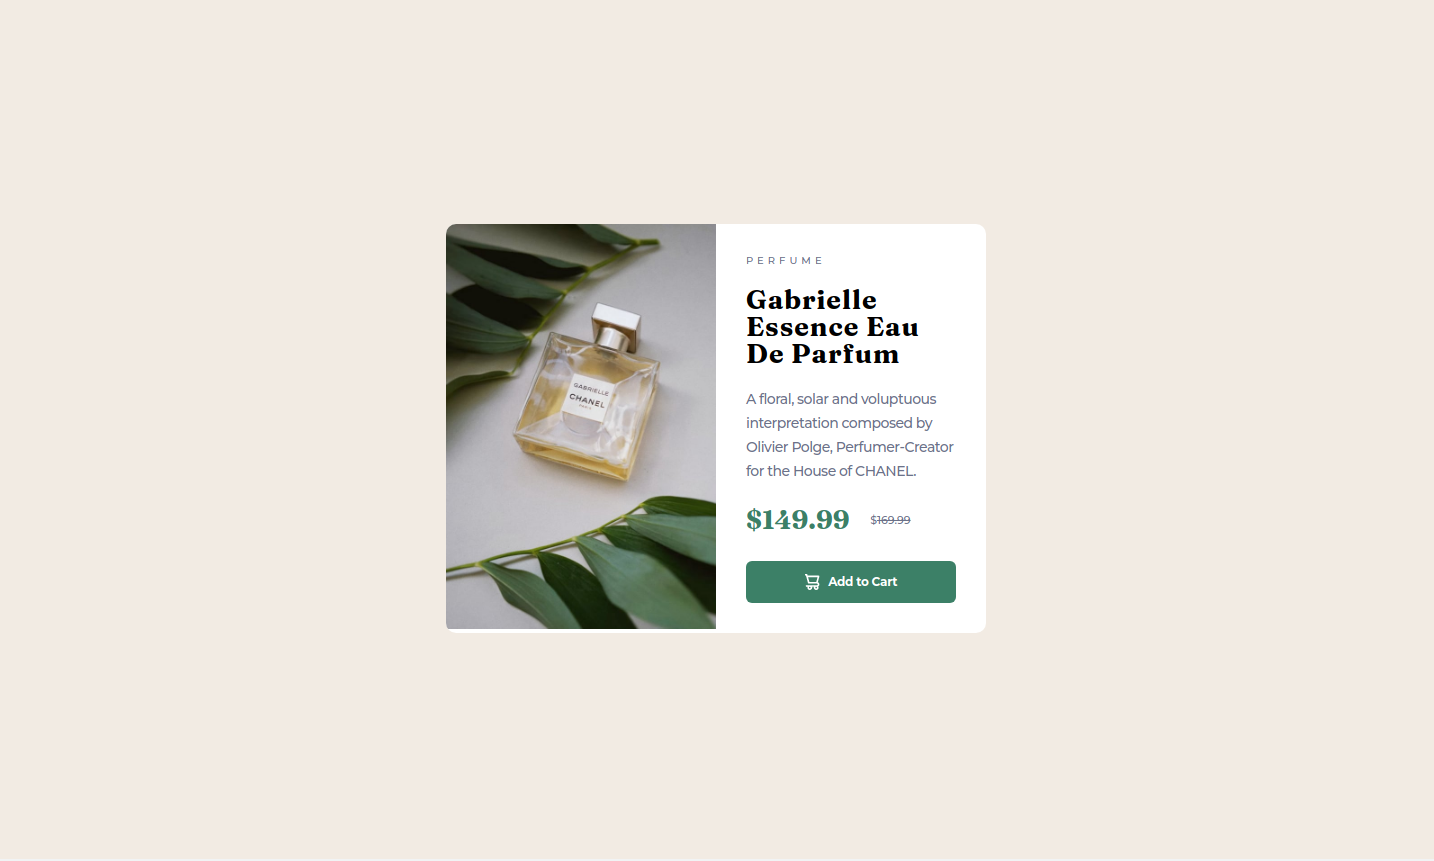 GABRIELLE
CHANEL
PARIS
PERFUME
Gabrielle
Essence Eau
De Parfum
A floral, solar and voluptuous
interpretation composed by
Olivier Polge, Perfumer-Creator
for the House of CHANEL.
$149.99 $169.99
Add to Cart